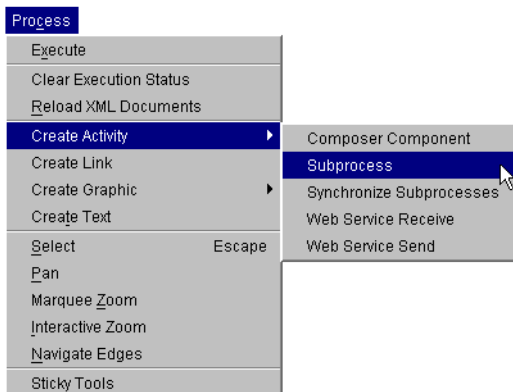 Process
Execute
Clear Execution Status
Reload XML Documents
Create Activity
Create Link
Create Graphic
Create Text
Select Escape
Pan
Marquee Zoom
Interactive Zoom
Navigate Edges
Sticky Tools
Composer Component
Subprocess
Synchronize Subprocesses
Web Service Receive
Web Service Send